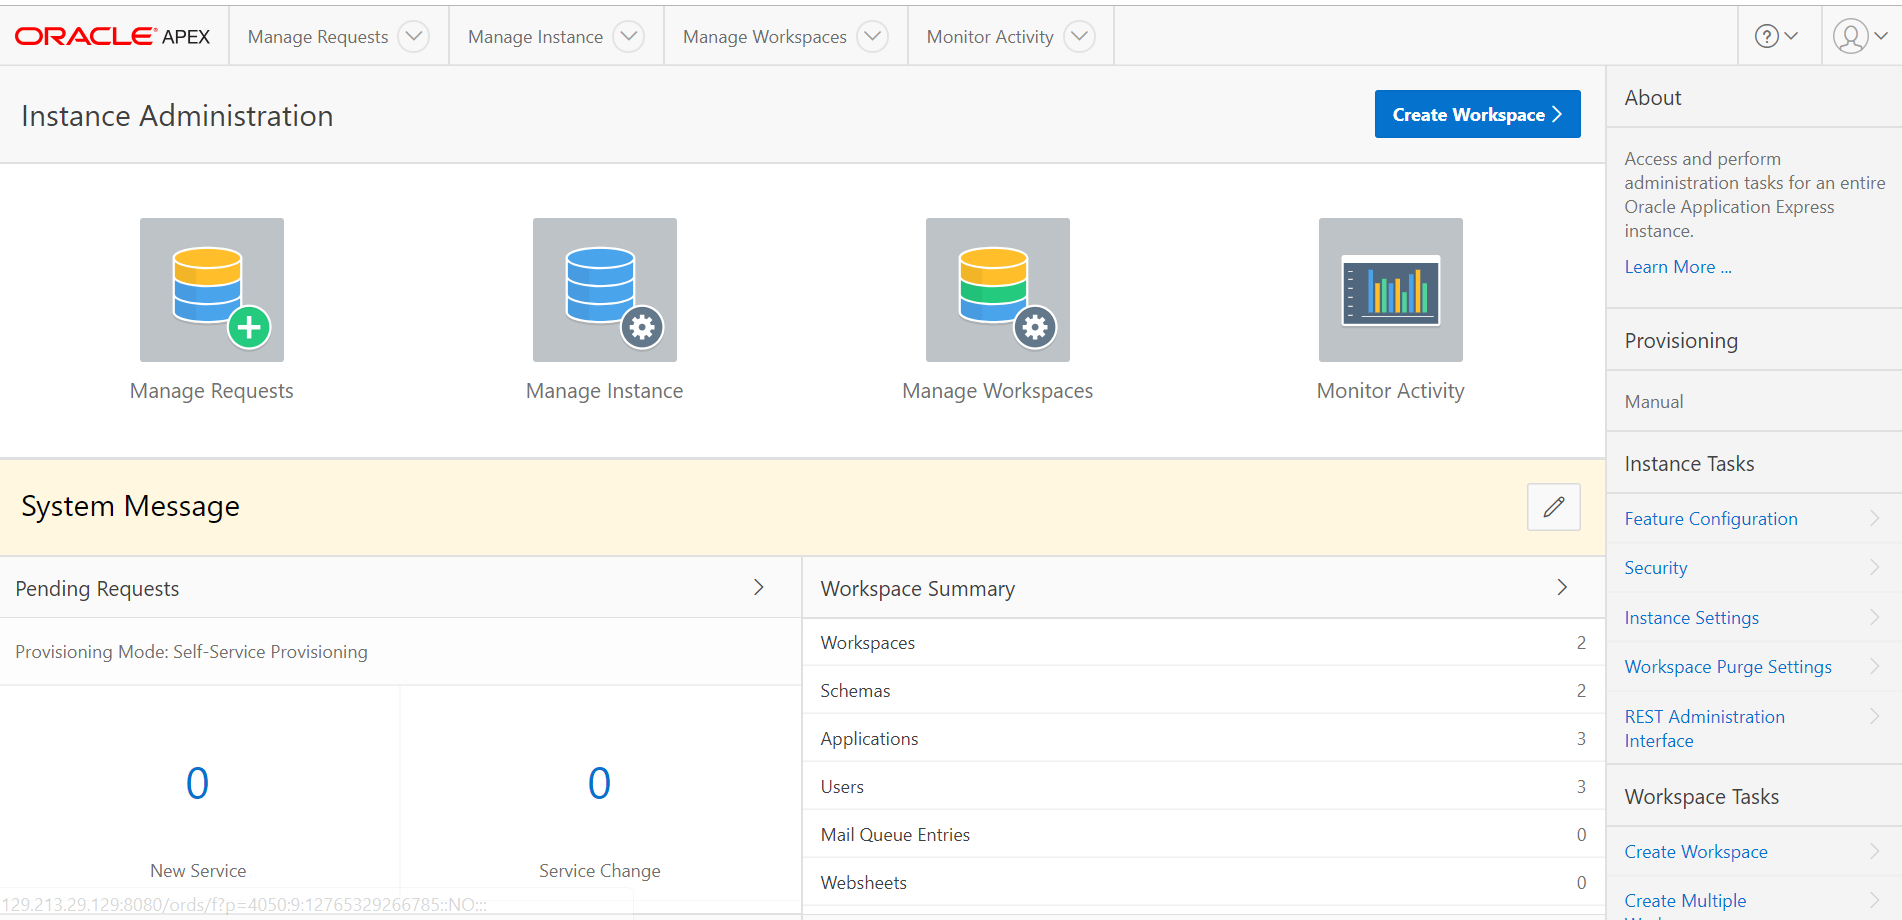 ORACLE APEX
Manage Requests
Manage Instance
Manage Workspaces
Monitor Activity
?
Instance Administration
Create Workspace
Manage Requests
Manage Instance
Manage Workspaces
Monitor Activity
System Message
Pending Requests
Provisioning Mode: Self-Service Provisioning
0
New Service
0
Service Change
129.213.29.129:8080/ords/f?p=4050:9:12765329266785::NO:::
Workspace Summary
Workspaces 2
Schemas 2
Applications 3
Users 3
Mail Queue Entries 0
Websheets 0
About
Access and perform
administration tasks for an entire
Oracle Application Express
instance.
Learn More ...
Provisioning
Manual
Instance Tasks
Feature Configuration
Security
Instance Settings
Workspace Purge Settings
REST Administration
Interface
Workspace Tasks
Create Workspace
Create Multiple